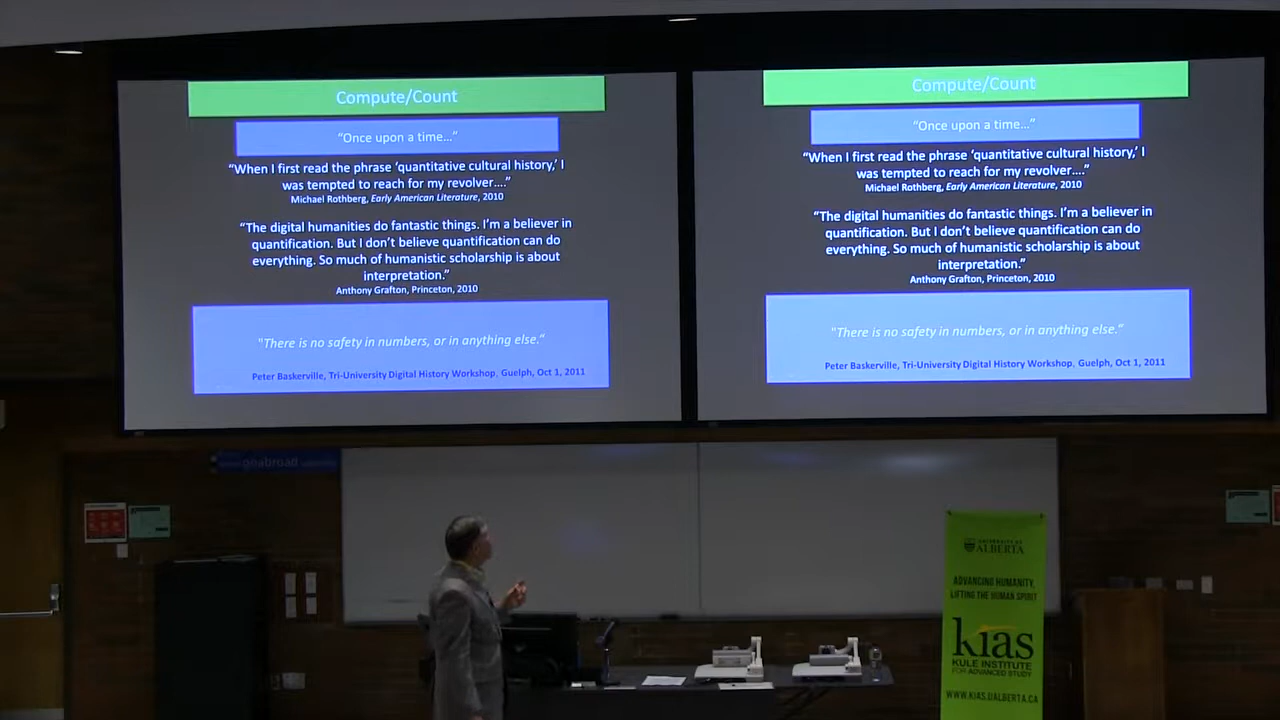 Compute/Count
“Once upon a time…”
“When I first read the phrase ‘quantitative cultural history,’ I
was tempted to reach for my revolver….”
Michael Rothberg, Early American Literature, 2010
“The digital humanities do fantastic things. I’m a believer in
quantification. But I don’t believe quantification can do
everything. So much of humanistic scholarship is about
interpretation.”
Anthony Grafton, Princeton, 2010
“There is no safety in numbers, or in anything else.”
Peter Baskerville, Tri-University Digital History Workshop, Guelph, Oct 1, 2011
Compute/Count
“Once upon a time…”
“When I first read the phrase ‘quantitative cultural history,’ I
was tempted to reach for my revolver….”
Michael Rothberg, Early American Literature, 2010
“The digital humanities do fantastic things. I’m a believer in
quantification. But I don’t believe quantification can do
everything. So much of humanistic scholarship is about
interpretation.”
Anthony Grafton, Princeton, 2010
“There is no safety in numbers, or in anything else.”
Peter Baskerville, Tri-University Digital History Workshop, Guelph, Oct 1, 2011
goabroad
UNIVERSITY OF
ALBERTA
ADVANCING HUMANITY,
LIFTING THE HUMAN SPIRIT
kias
KULE INSTITUTE
FOR ADVANCED STUDY
WWW.KIAS.UALBERTA.CA